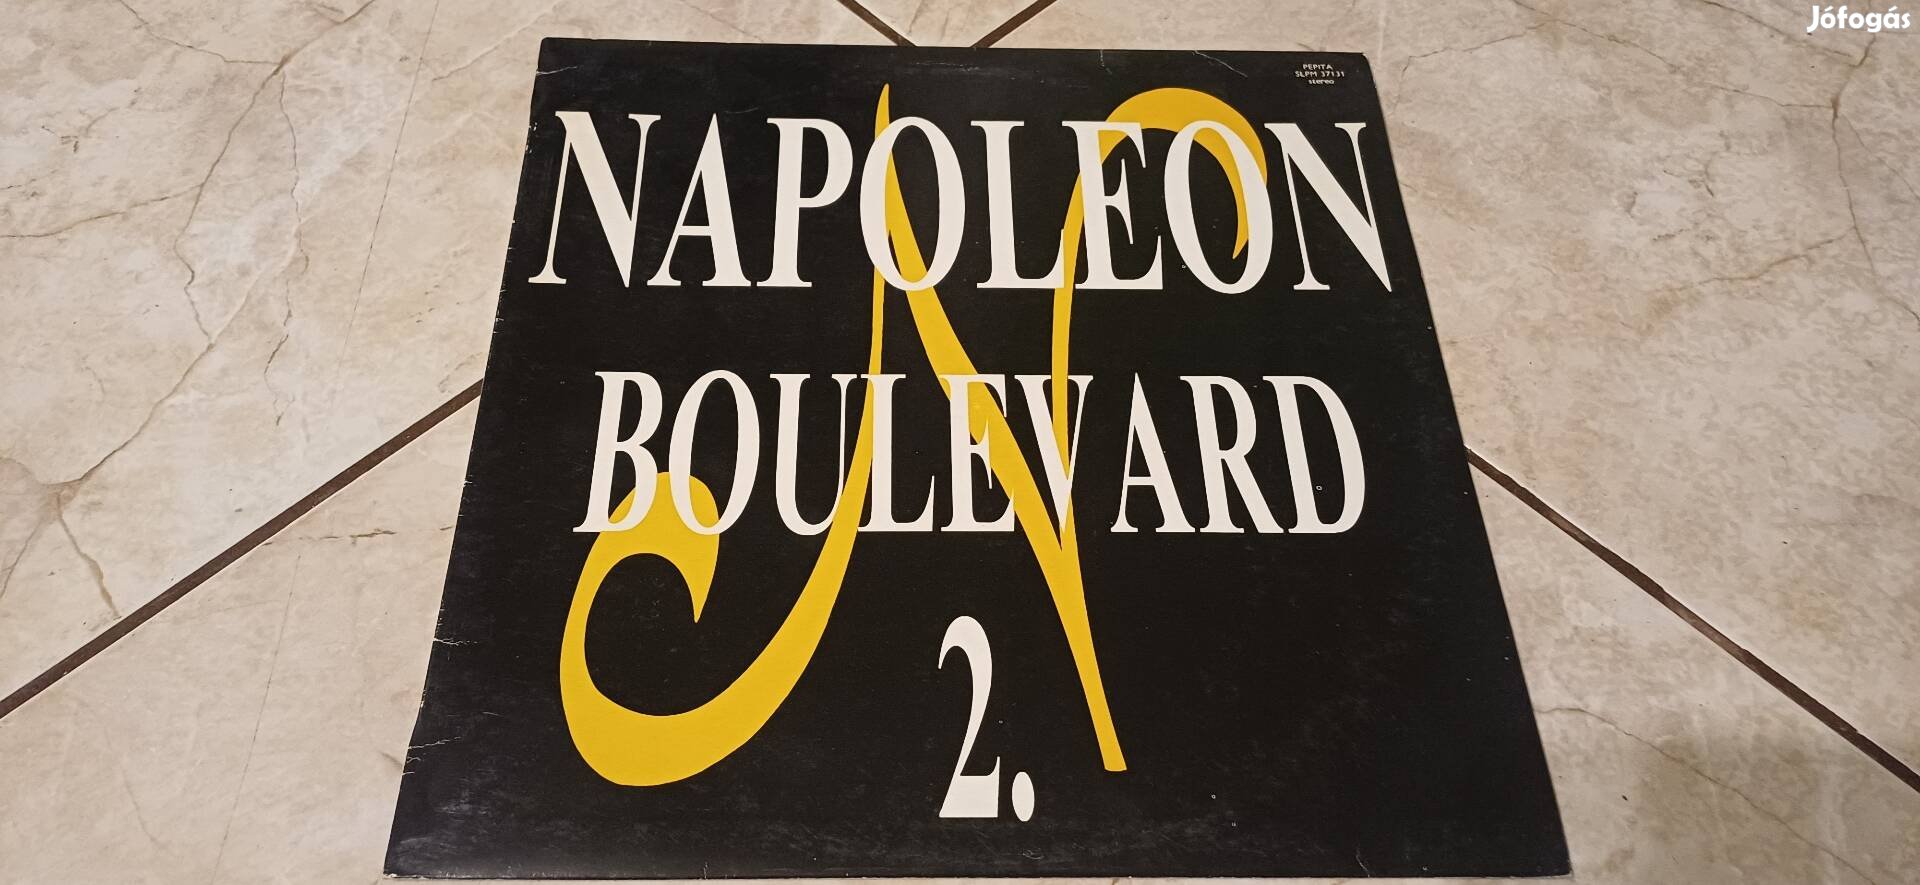 Jófogás
PEPITA
SLPM 37131
stereo
NAPOLEON
BOULEVARD
2.